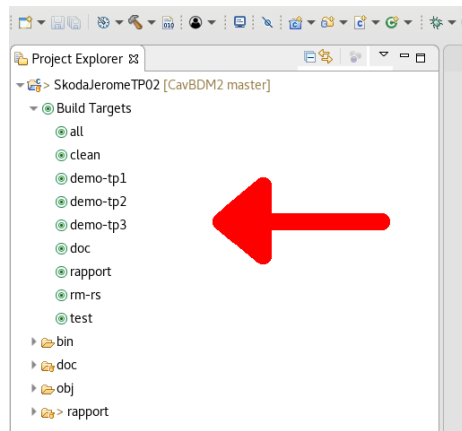 Project Explorer
> SkodaJeromeTP02 [CavBDM2 master]
Build Targets
all
clean
demo-tp1
demo-tp2
demo-tp3
doc
rapport
rm-rs
test
bin
doc
obj
> rapport